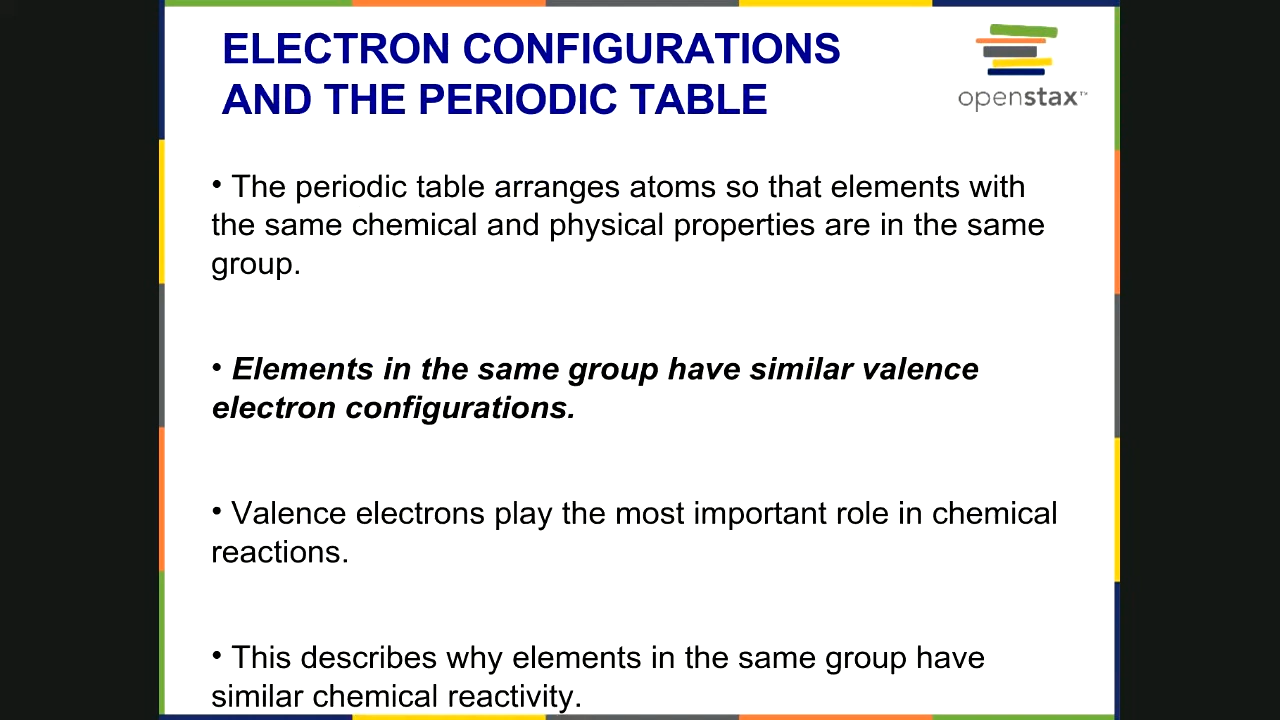 ELECTRON CONFIGURATIONS
AND THE PERIODIC TABLE
openstax™
• The periodic table arranges atoms so that elements with
the same chemical and physical properties are in the same
group.
• Elements in the same group have similar valence
electron configurations.
• Valence electrons play the most important role in chemical
reactions.
• This describes why elements in the same group have
similar chemical reactivity.